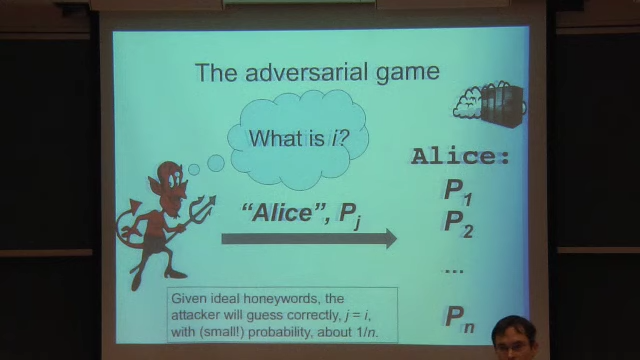 The adversarial game
What is i?
Alice:
P1
"Alice", Pj
P2
...
Given ideal honeywords, the
attacker will guess correctly, j = i,
with (small!) probability, about 1/n.
Pn